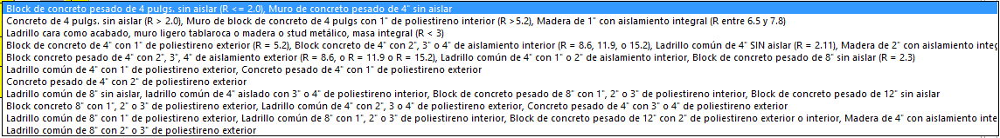 Block de concreto pesado de 4 pulgs. sin aislar (R <= 2.0), Muro de concreto pesado de 4" sin aislar
Concreto de 4 pulgs. sin aislar (R > 2.0), Muro de block de concreto de 4 pulgs con 1" de poliestireno interior (R >5.2), Madera de 1" con aislamiento integral (R entre 6.5 y 7.8)
Ladrillo cara como acabado, muro ligero tablaroca o madera o stud metálico, masa integral (R < 3)
Block de concreto de 4" con 1" de poliestireno exterior (R = 5.2), Block de concreto de 4" con 2", 3" o 4" de aislamiento interior (R = 8.6, 11.9, o 15.2), Ladrillo común de 4" SIN aislar (R = 2.11), Madera de 2" con aislamiento
Block concreto pesado de 4" con 2", 3", 4" de aislamiento exterior (R = 8.6, o R = 11.9 o R = 15.2), Ladrillo común de 4" con 1" o 2" de aislamiento interior, Block de concreto pesado de 8" sin aislar (R = 2.3)
Ladrillo común de 4" con 1" de poliestireno exterior, Concreto pesado de 4" con 1" de poliestireno exterior
Concreto pesado de 4" con 2" de poliestireno exterior
Ladrillo común de 8" sin aislar, ladrillo común de 4" aislado con 3" o 4" de poliestireno interior, Block de concreto pesado de 8" con 1", 2" o 3" de poliestireno interior, Block de concreto pesado de 12" sin aislar
Block concreto 8" con 1", 2" o 3" de poliestireno exterior, Ladrillo común de 4" con 2", 3 o 4" de poliestireno exterior, Concreto pesado de 4" con 3" o 4" de poliestireno exterior
Ladrillo común de 8" con 1" de poliestireno exterior, Ladrillo común de 8" con 1", 2" o 3" de poliestireno interior, Block de concreto pesado de 12" con 2" de poliestireno exterior o interior, Madera de 4" con aislamiento inte
Ladrillo común de 8" con 2" o 3" de poliestireno exterior